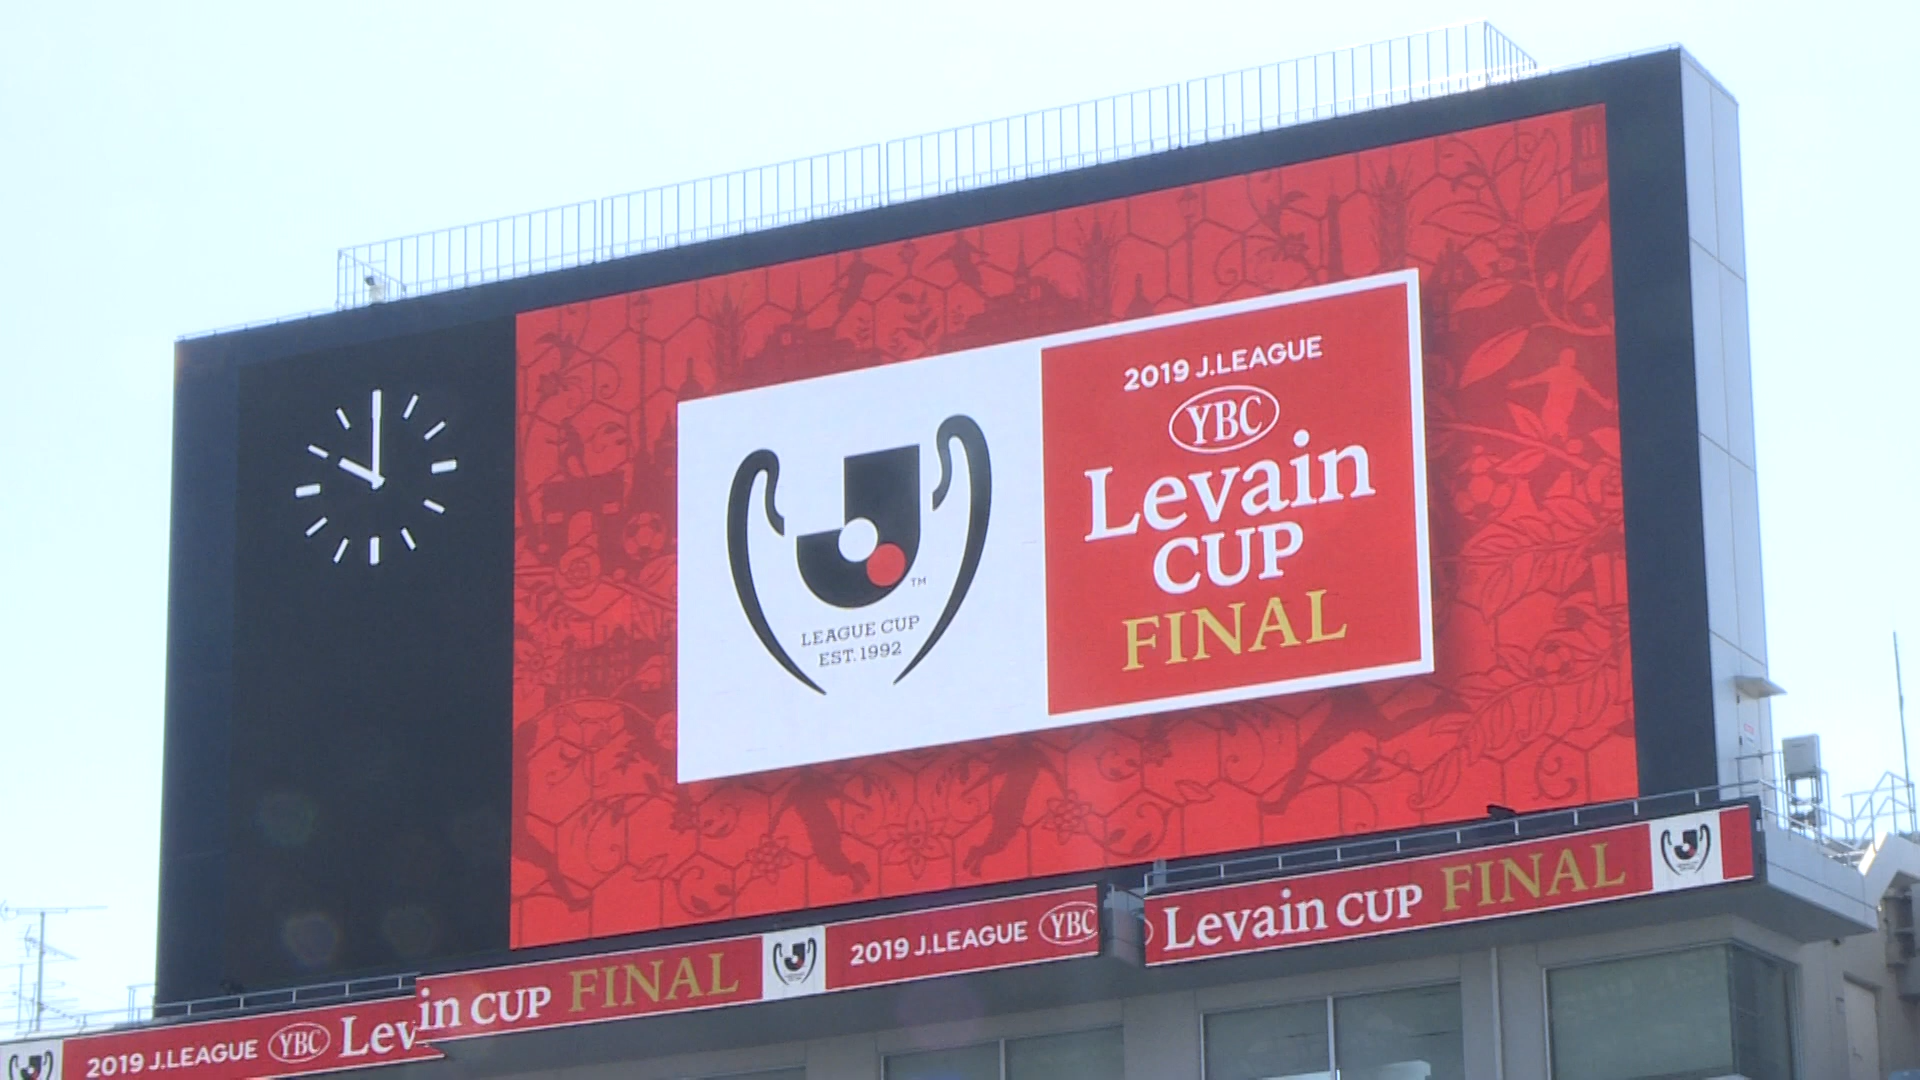 2019 J.LEAGUE
YBC
Levain
CUP
FINAL
TM
LEAGUE CUP
EST. 1992
2019 J.LEAGUE YBC Lev
in CUP FINAL
2019 J.LEAGUE YBC
Levain CUP FINAL